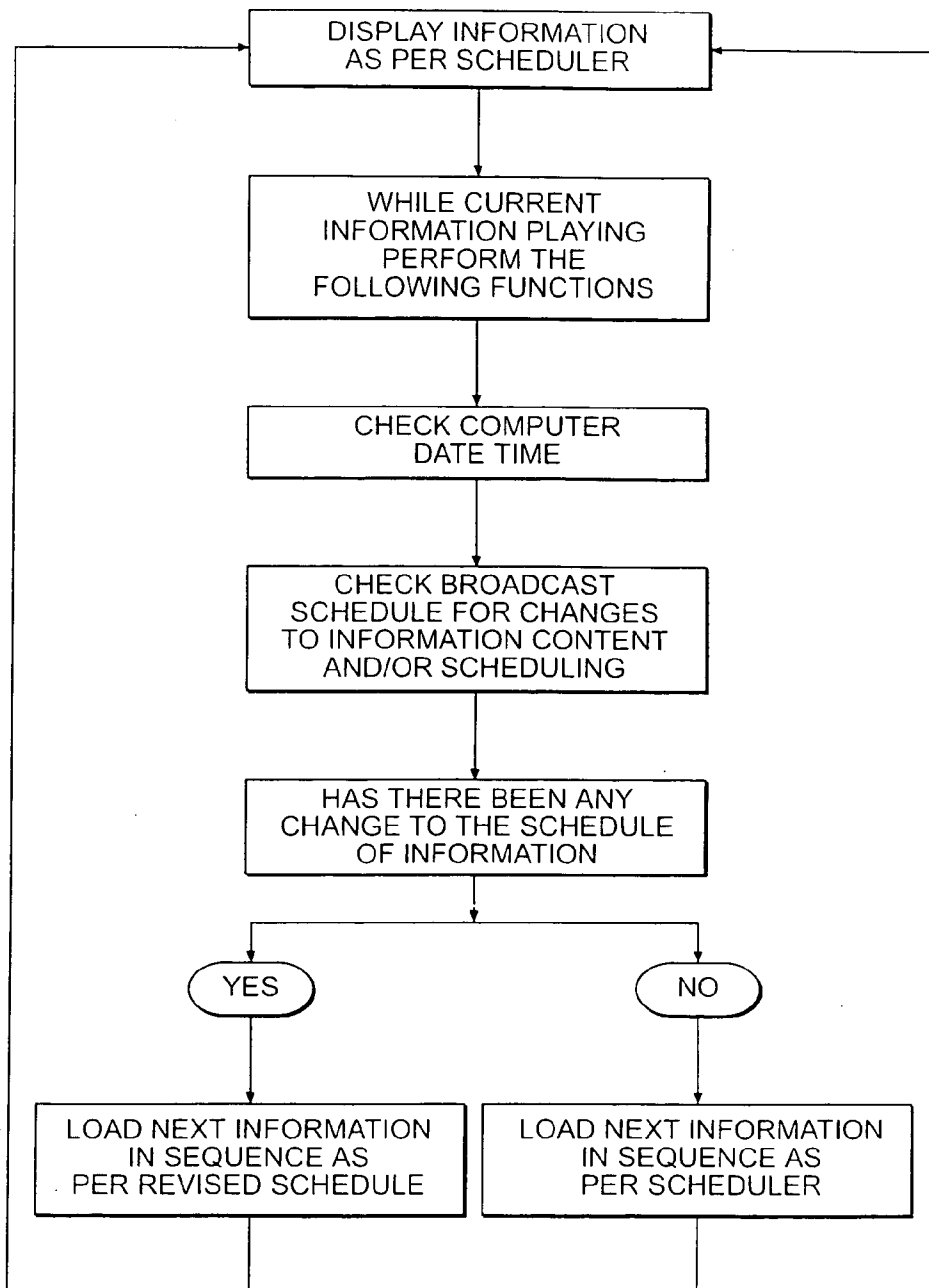 DISPLAY INFORMATION
AS PER SCHEDULER
WHILE CURRENT
INFORMATION PLAYING
PERFORM THE
FOLLOWING FUNCTIONS
CHECK COMPUTER
DATE TIME
CHECK BROADCAST
SCHEDULE FOR CHANGES
TO INFORMATION CONTENT
AND/OR SCHEDULING
HAS THERE BEEN ANY
CHANGE TO THE SCHEDULE
OF INFORMATION
YES
NO
LOAD NEXT INFORMATION
IN SEQUENCE AS
PER REVISED SCHEDULE
LOAD NEXT INFORMATION
IN SEQUENCE AS
PER SCHEDULER